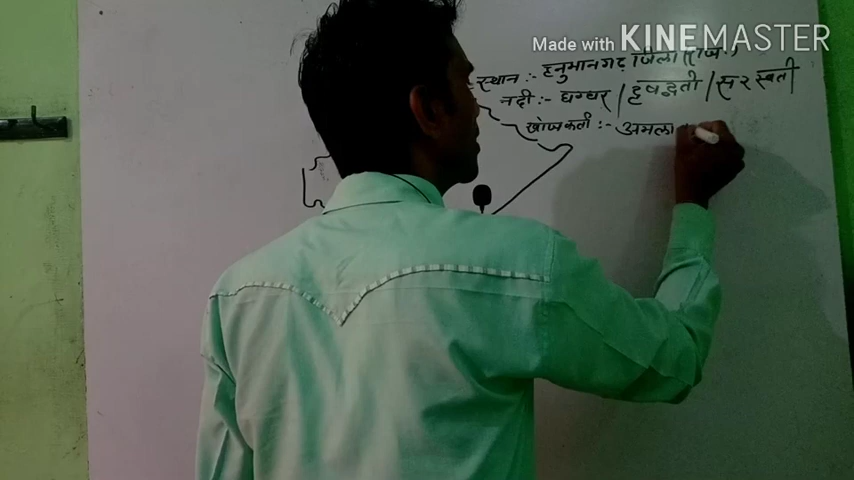 Made with KINEMASTER
स्थान :- हनुमानगढ़ जिला (राज.)
नदी :- घग्घर / दृषद्वती / सरस्वती
खोजकर्ता :- अमला